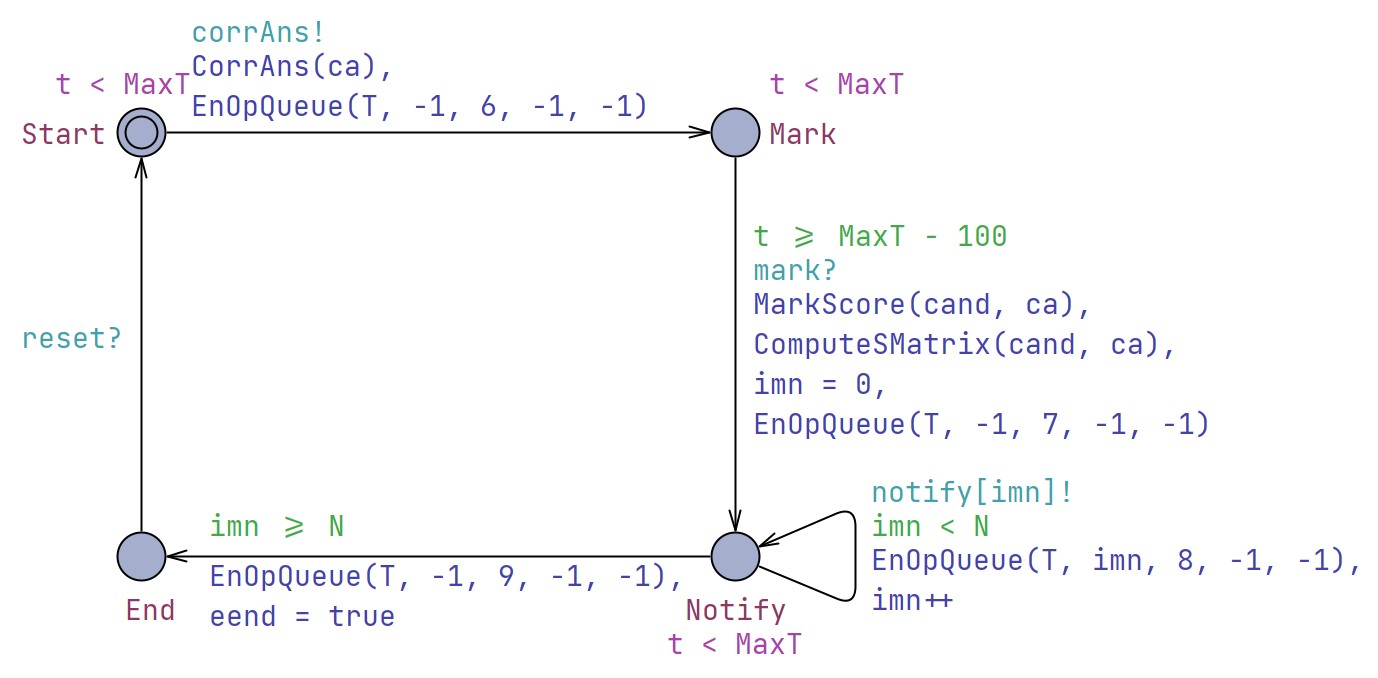 corrAns!
t < MaxT
CorrAns(ca),
EnOpQueue(T, -1, 6, -1, -1)
Start
t < MaxT
Mark
t ⩾ MaxT - 100
mark?
MarkScore(cand, ca),
ComputeSMatrix(cand, ca),
imn = 0,
EnOpQueue(T, -1, 7, -1, -1)
reset?
notify[imn]!
imn < N
EnOpQueue(T, imn, 8, -1, -1),
imn++
imn ⩾ N
EnOpQueue(T, -1, 9, -1, -1),
eend = true
End
Notify
t < MaxT